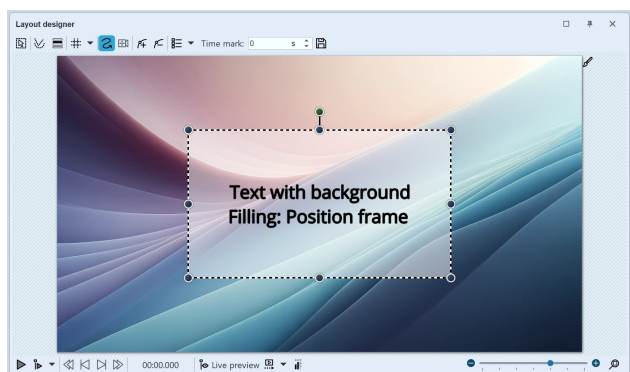 Layout designer
Time mark: 0 s
Text with background
Filling: Position frame
00:00.000 Live preview